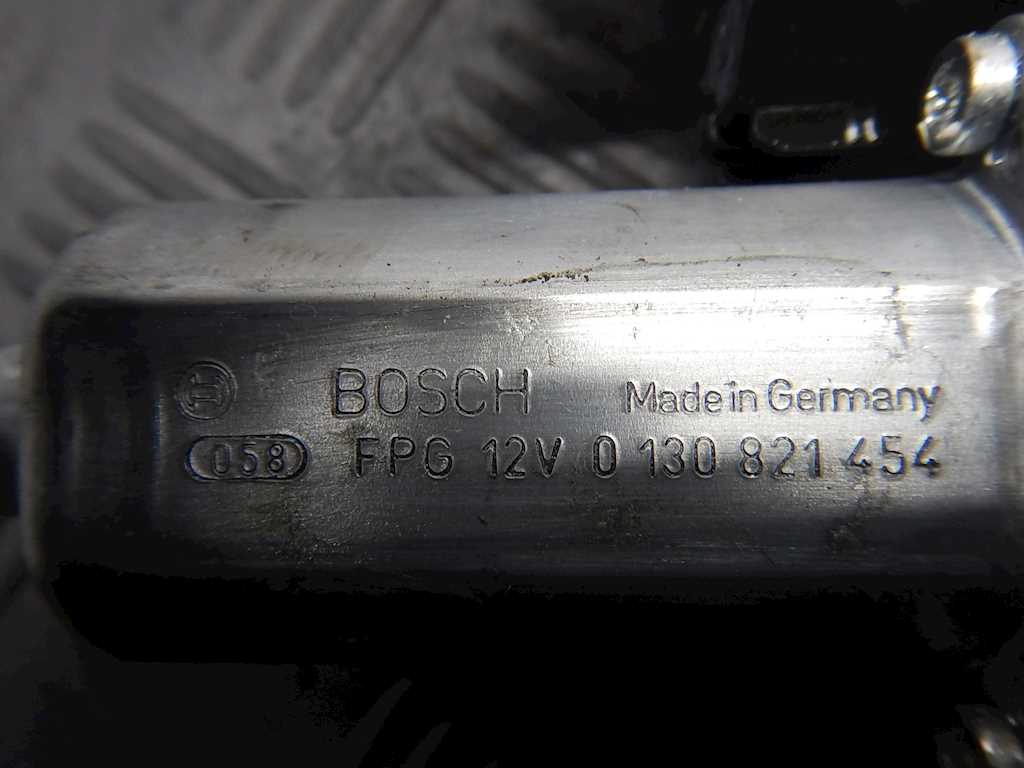 BOSCH Made in Germany
058 FPG 12V 0 130 821 454